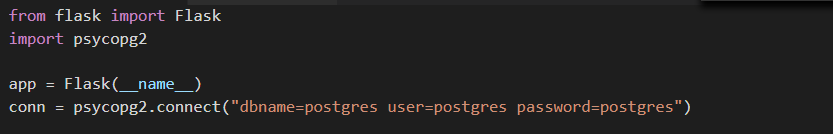 from flask import Flask
import psycopg2
app = Flask(__name__)
conn = psycopg2.connect("dbname=postgres user=postgres password=postgres")